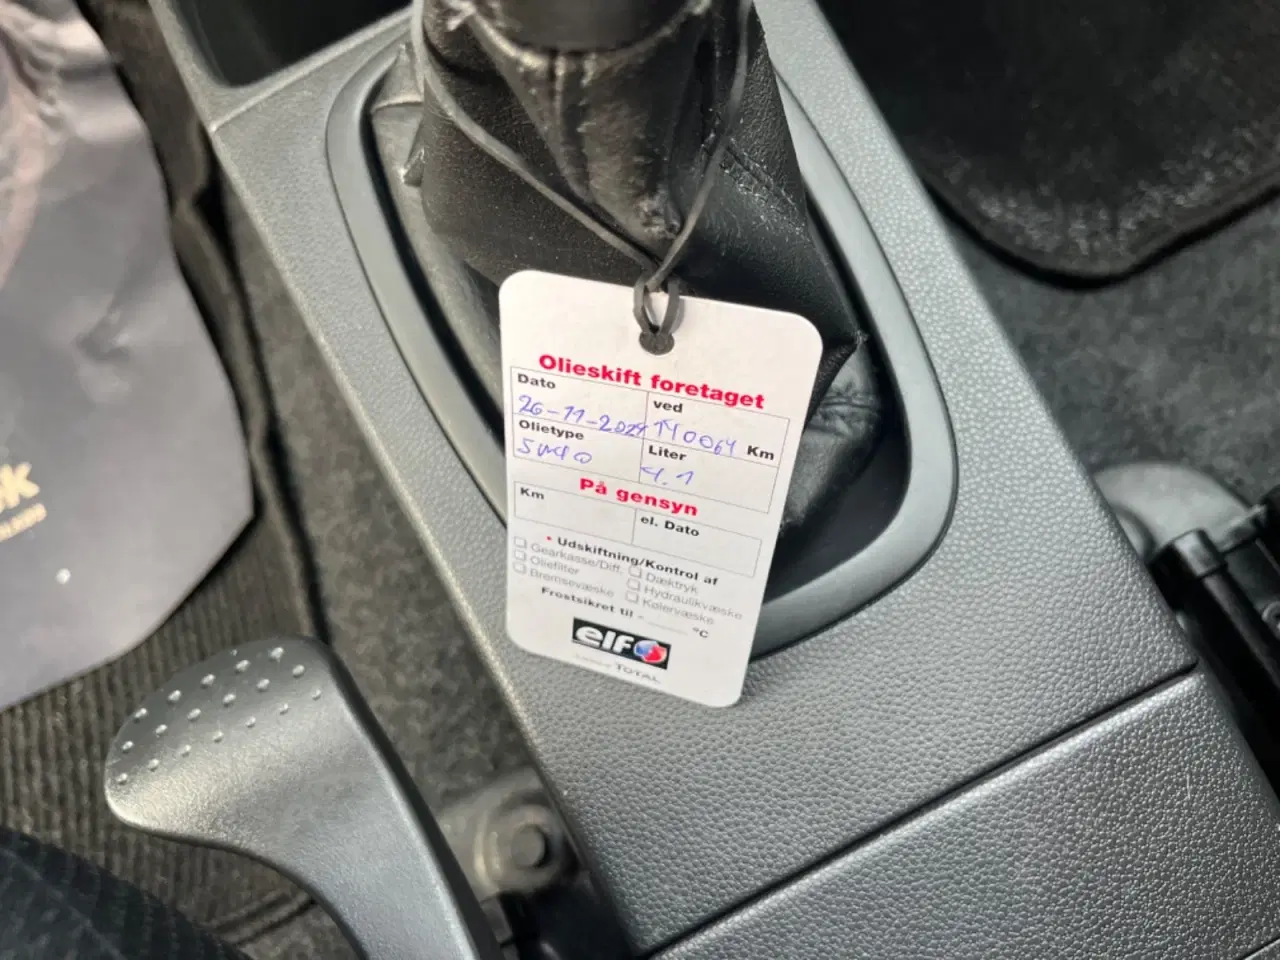 Olieskift foretaget
Dato ved
26-11-2024 140064 Km
Olietype Liter
5W40 4.1
På gensyn
Km el. Dato
* Udskiftning/Kontrol af
Gearkasse/Diff. Dæktryk
Oliefilter Hydraulikvæske
Bremsevæske Kølervæske
Frostsikret til - °C
elf
TOTAL
sk